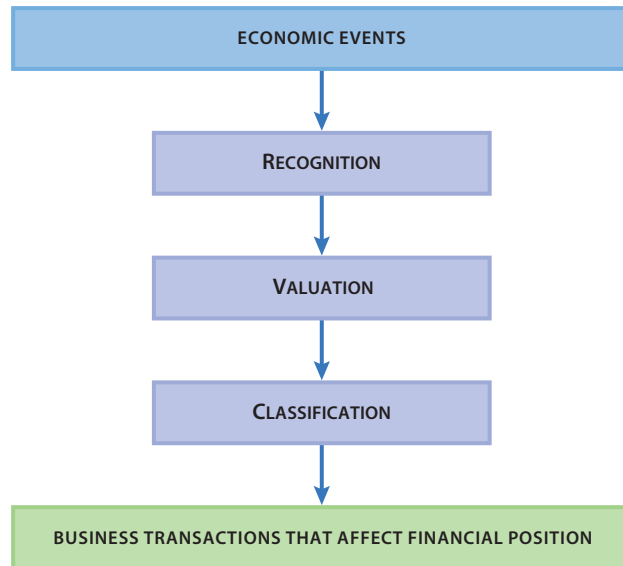 ECONOMIC EVENTS
RECOGNITION
VALUATION
CLASSIFICATION
BUSINESS TRANSACTIONS THAT AFFECT FINANCIAL POSITION